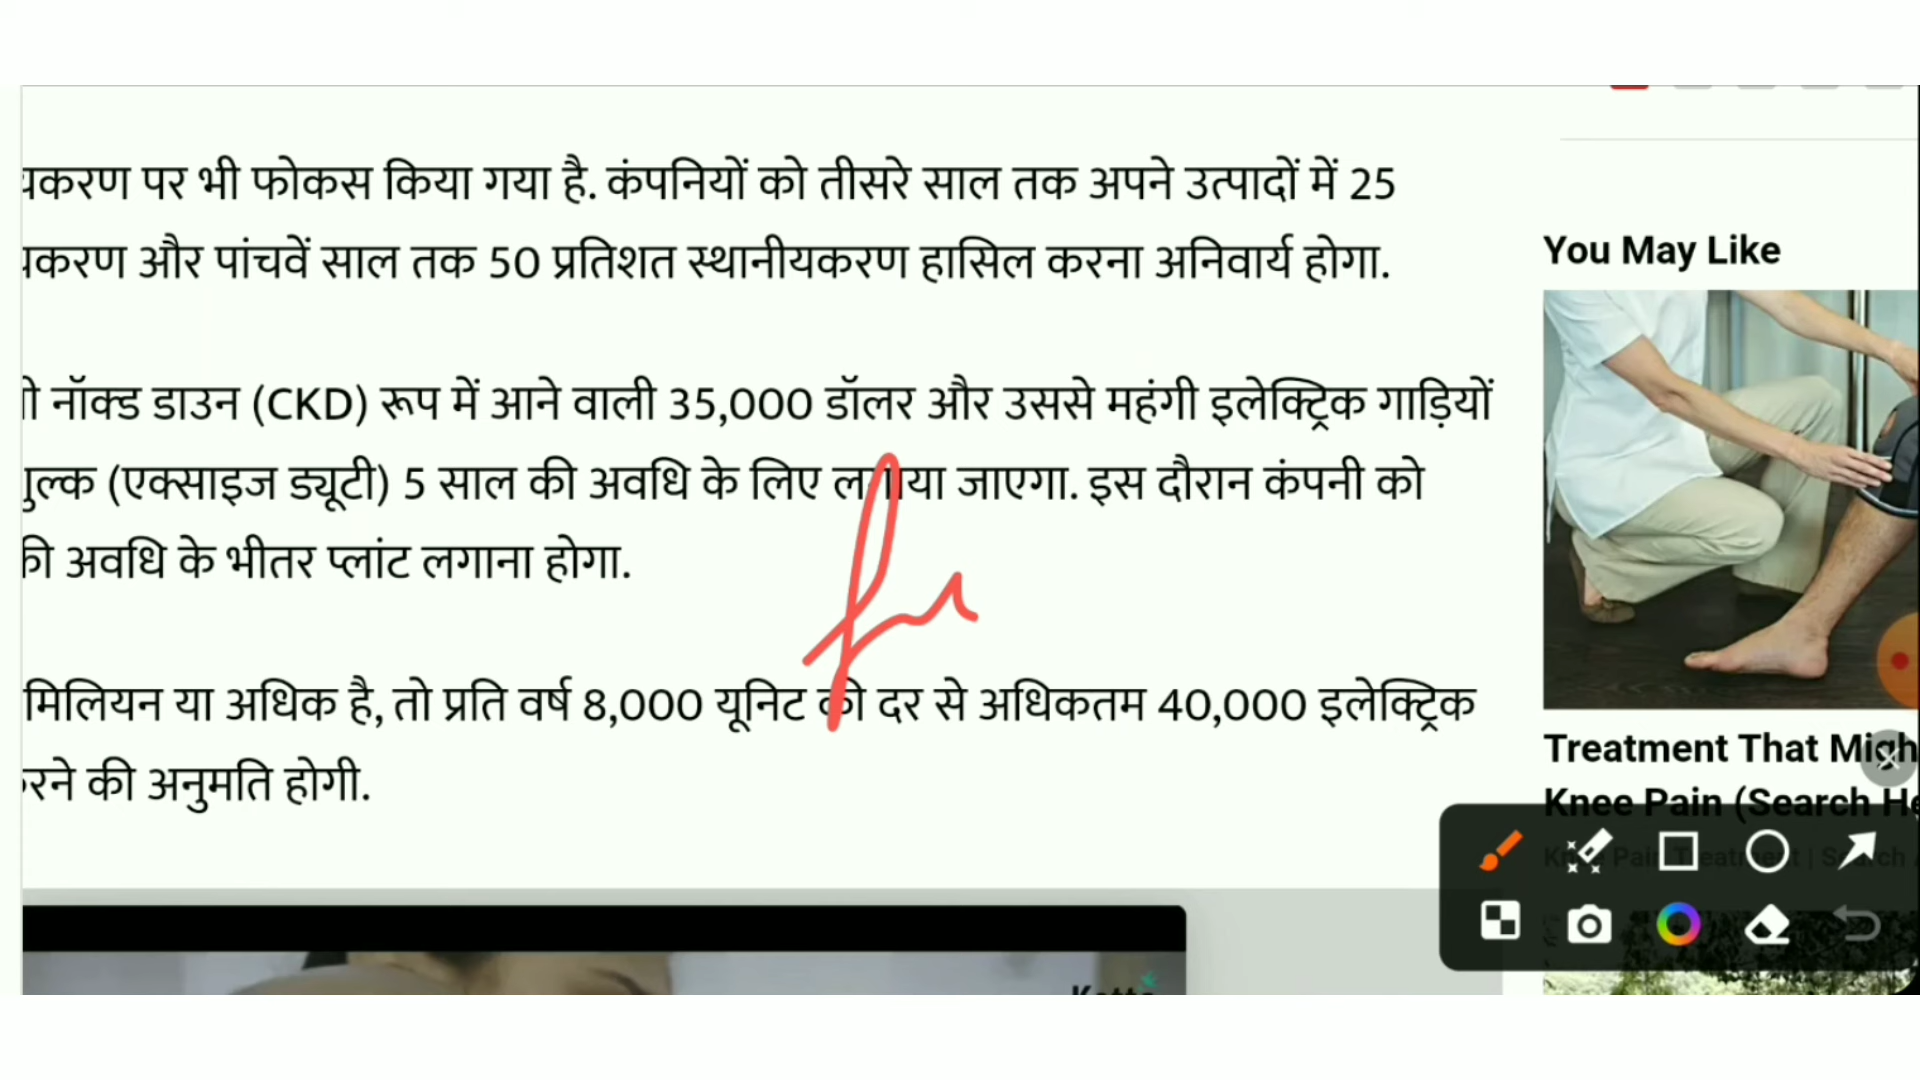 पर भी फोकस किया गया है. कंपनियों को तीसरे साल तक अपने उत्पादों में 25
और पांचवें साल तक 50 प्रतिशत स्थानीयकरण हासिल करना अनिवार्य होगा.
नॉक्ड डाउन (CKD) रूप में आने वाली 35,000 डॉलर और उससे महंगी इलेक्ट्रिक गाड़ियों
(एक्साइज ड्यूटी) 5 साल की अवधि के लिए लगाया जाएगा. इस दौरान कंपनी को
की अवधि के भीतर प्लांट लगाना होगा.
मिलियन या अधिक है, तो प्रति वर्ष 8,000 यूनिट की दर से अधिकतम 40,000 इलेक्ट्रिक
की अनुमति होगी.
You May Like
Treatment That Migh
Knee Pain (Search He